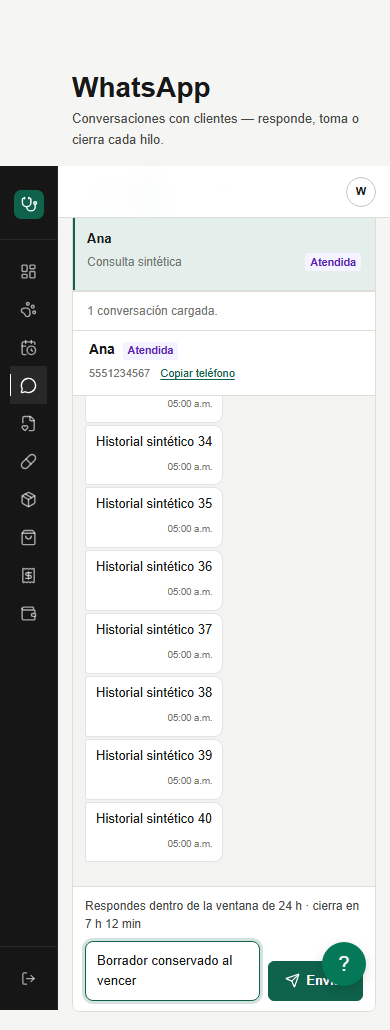 WhatsApp
Conversaciones con clientes — responde, toma o
cierra cada hilo.
W
Ana
Consulta sintética
Atendida
1 conversación cargada.
Ana Atendida
5551234567 Copiar teléfono
05:00 a.m.
Historial sintético 34
05:00 a.m.
Historial sintético 35
05:00 a.m.
Historial sintético 36
05:00 a.m.
Historial sintético 37
05:00 a.m.
Historial sintético 38
05:00 a.m.
Historial sintético 39
05:00 a.m.
Historial sintético 40
05:00 a.m.
Respondes dentro de la ventana de 24 h · cierra en
7 h 12 min
Borrador conservado al
vencer
?